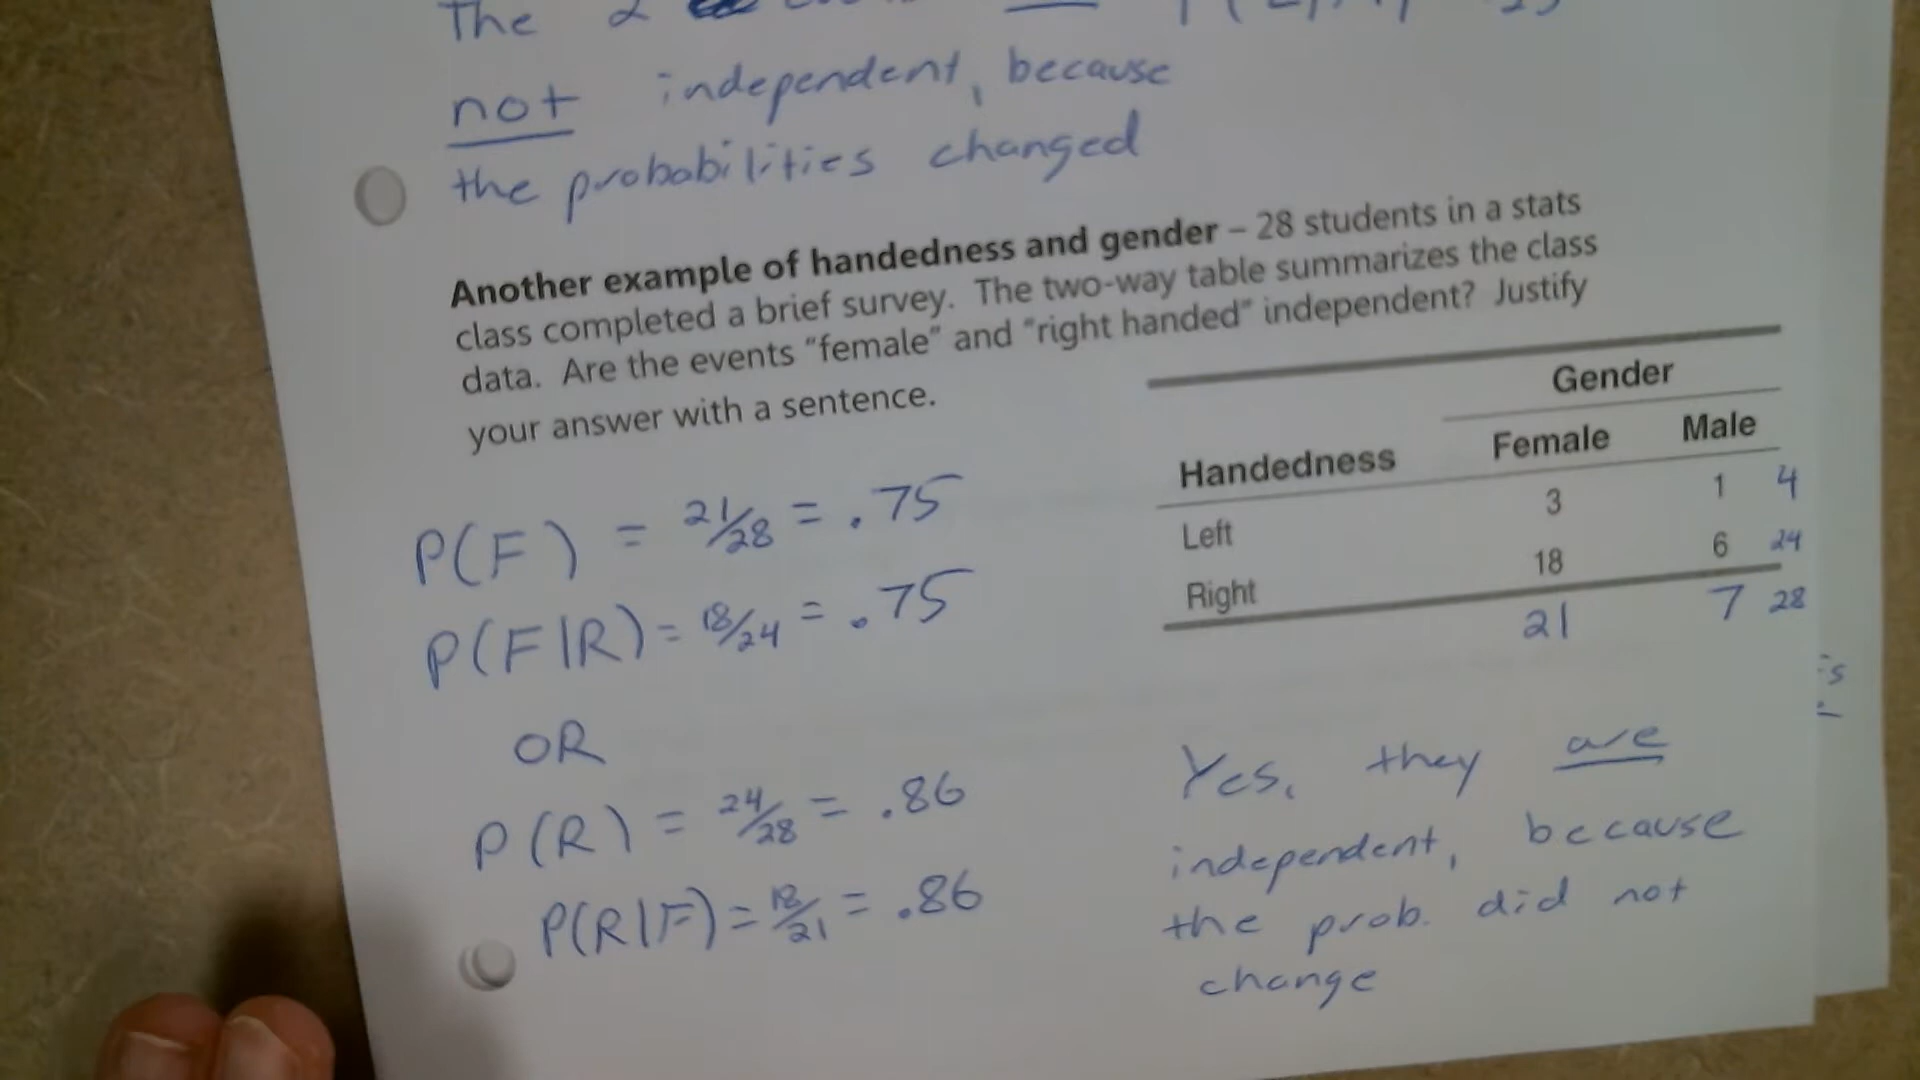 The 2
not independent, because
the probabilities changed
Another example of handedness and gender – 28 students in a stats
class completed a brief survey. The two-way table summarizes the class
data. Are the events "female" and "right handed" independent? Justify
your answer with a sentence.
Gender
Handedness Female Male
Left 3 1 4
Right 18 6 24
21 7 28
P(F) = 21/28 = .75
P(F|R) = 18/24 = .75
OR
P(R) = 24/28 = .86
P(R|F) = 18/21 = .86
Yes, they are
independent, because
the prob. did not
change
is